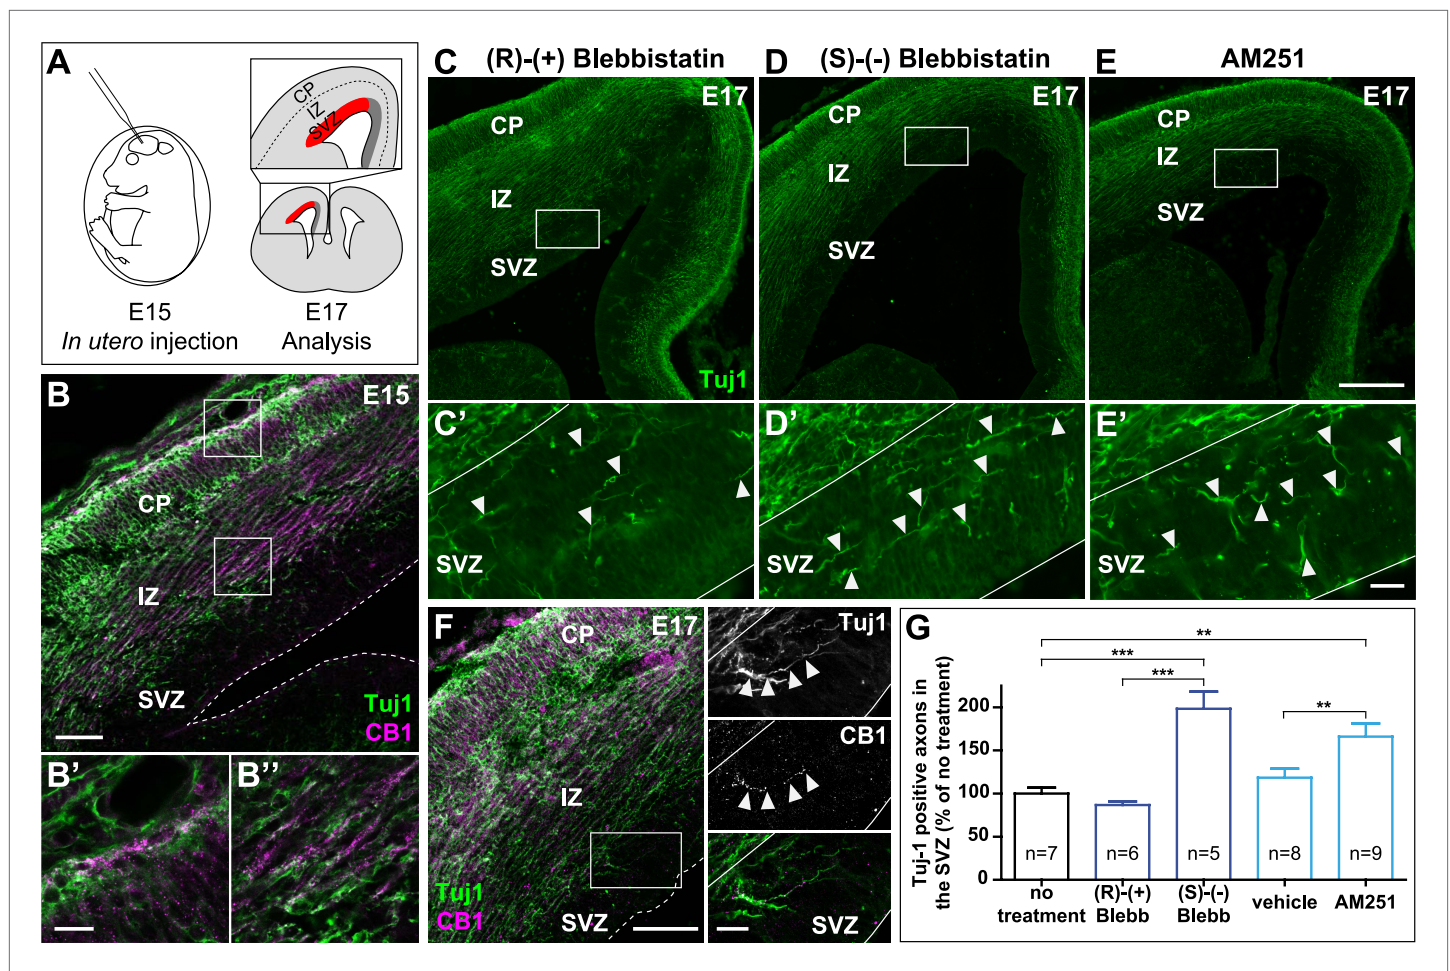 A
CP
IZ
SVZ
E15
In utero injection
E17
Analysis
B
E15
CP
IZ
SVZ
Tuj1
CB1
B'
B''
C
(R)-(+) Blebbistatin
E17
CP
IZ
SVZ
Tuj1
D
(S)-(-) Blebbistatin
E17
CP
IZ
SVZ
E
AM251
E17
CP
IZ
SVZ
C'
SVZ
D'
SVZ
E'
SVZ
F
E17
CP
IZ
SVZ
Tuj1
CB1
Tuj1
CB1
SVZ
G
Tuj-1 positive axons in
the SVZ (% of no treatment)
200
150
100
50
0
**
***
***
**
n=7
n=6
n=5
n=8
n=9
no
treatment
(R)-(+)
Blebb
(S)-(-)
Blebb
vehicle
AM251